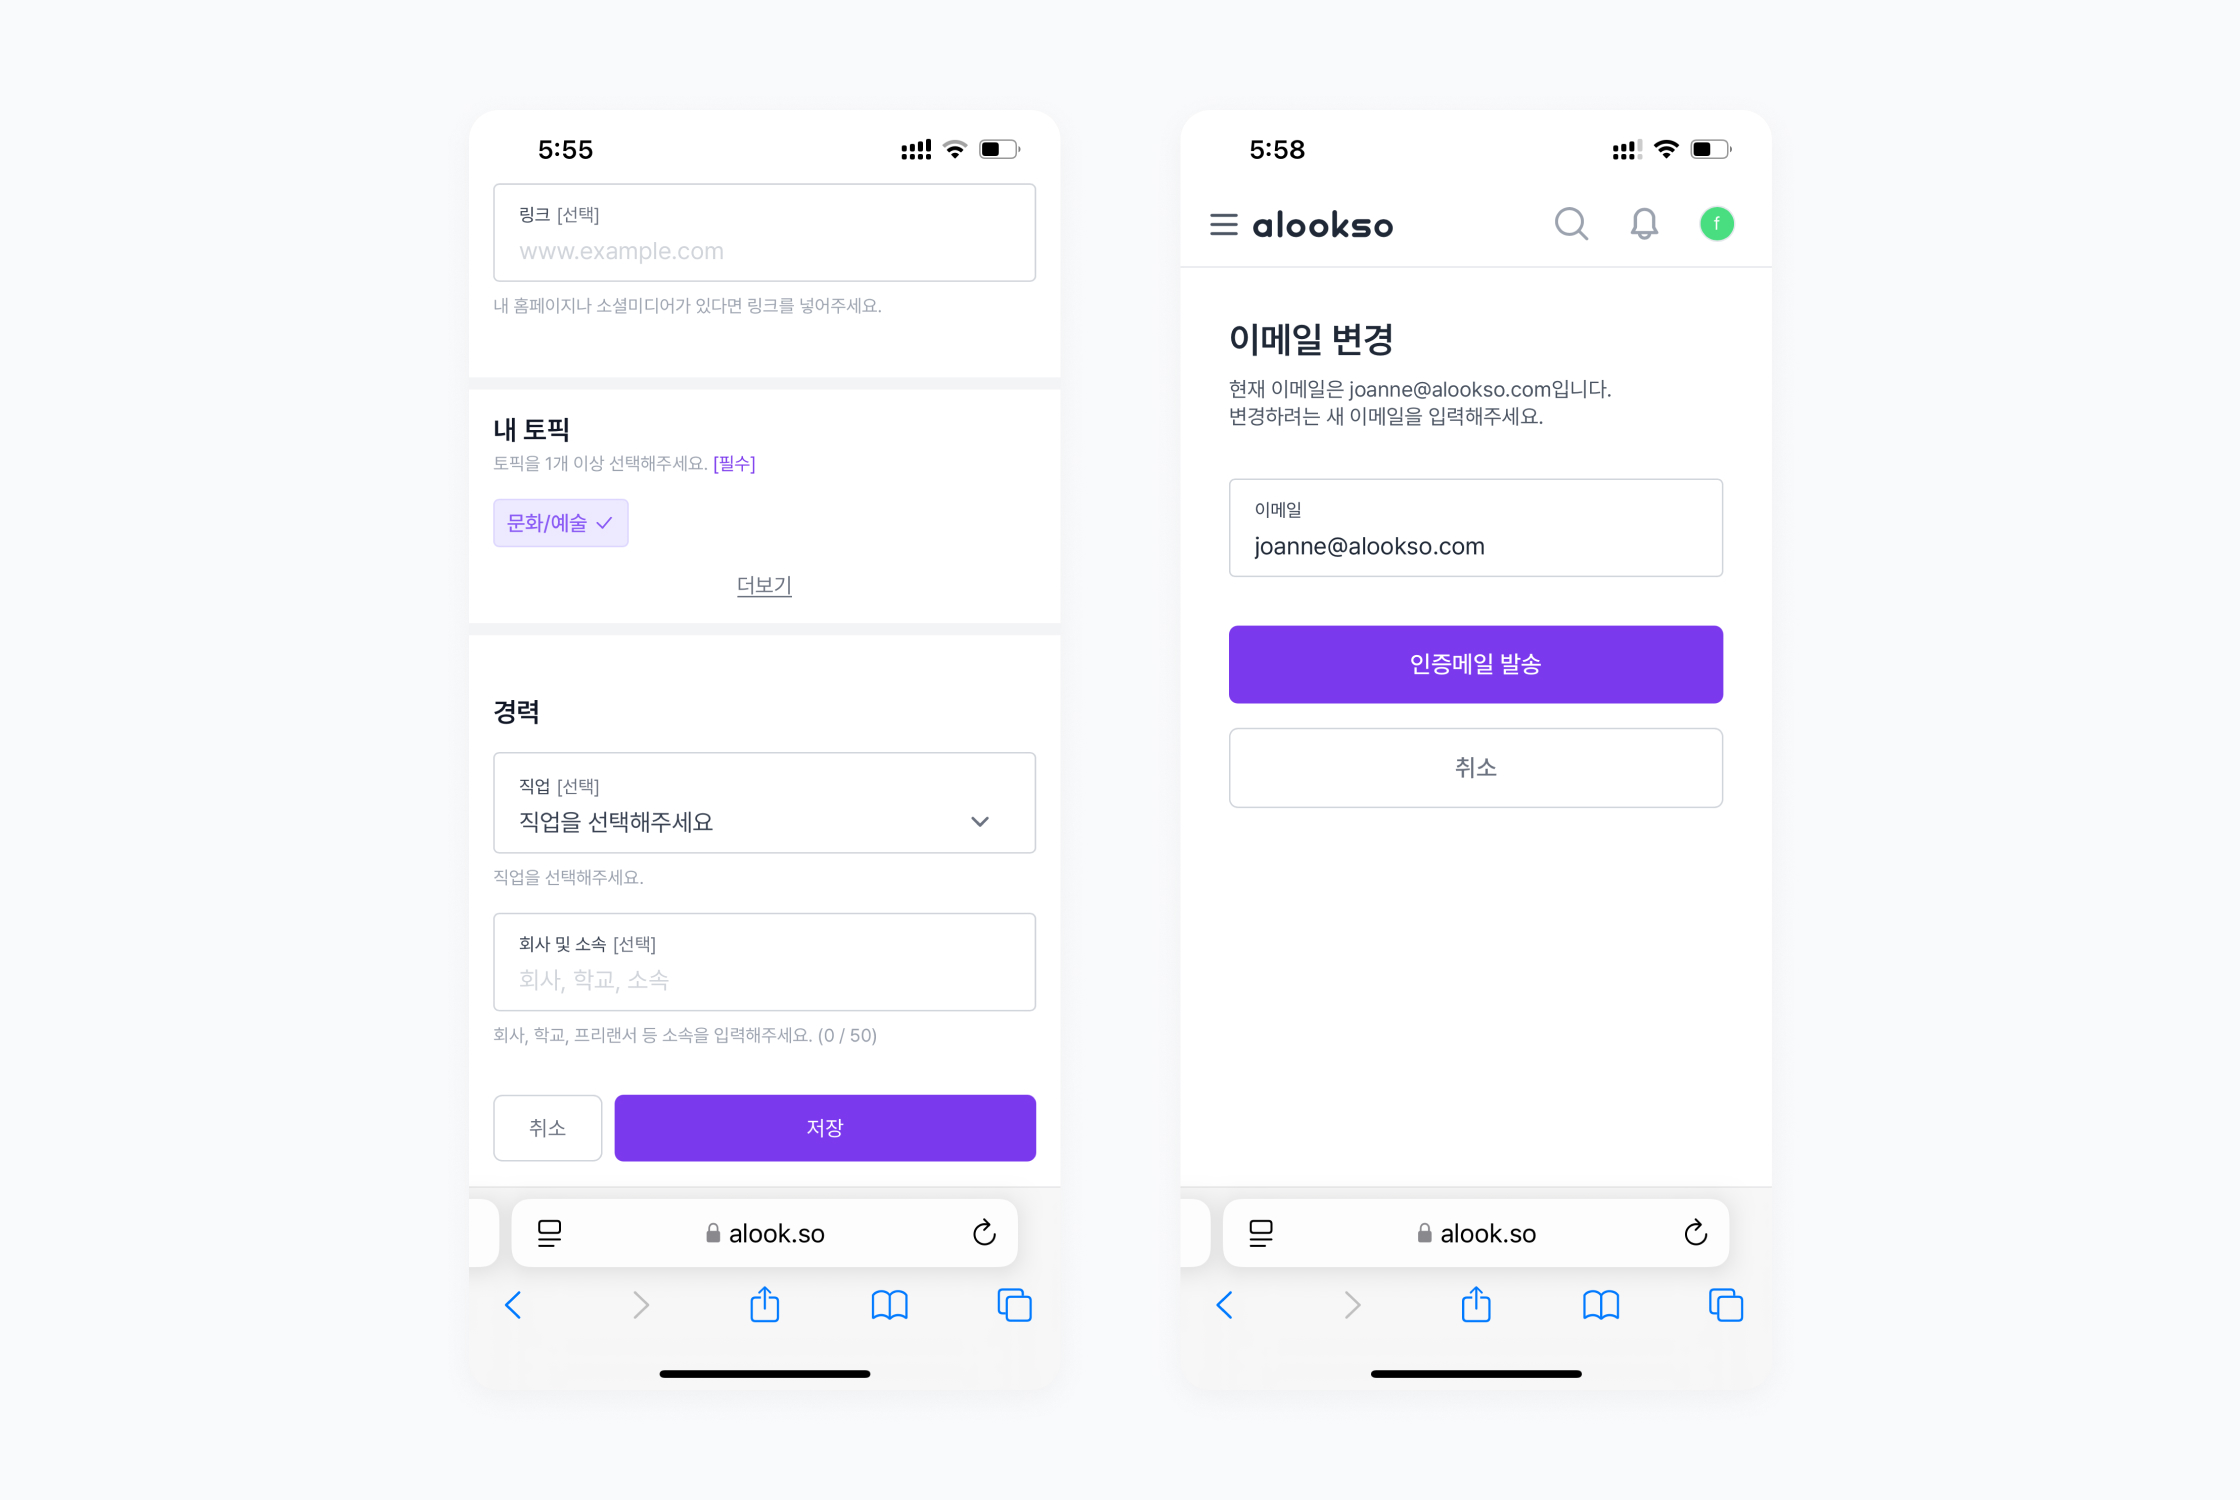 5:55
링크 [선택]
www.example.com
내 홈페이지나 소셜미디어가 있다면 링크를 넣어주세요.
내 토픽
토픽을 1개 이상 선택해주세요. [필수]
문화/예술
더보기
경력
직업 [선택]
직업을 선택해주세요
직업을 선택해주세요.
회사 및 소속 [선택]
회사, 학교, 소속
회사, 학교, 프리랜서 등 소속을 입력해주세요. (0 / 50)
취소 저장
alook.so
5:58
alookso f
이메일 변경
현재 이메일은 joanne@alookso.com입니다.
변경하려는 새 이메일을 입력해주세요.
이메일
joanne@alookso.com
인증메일 발송
취소
alook.so